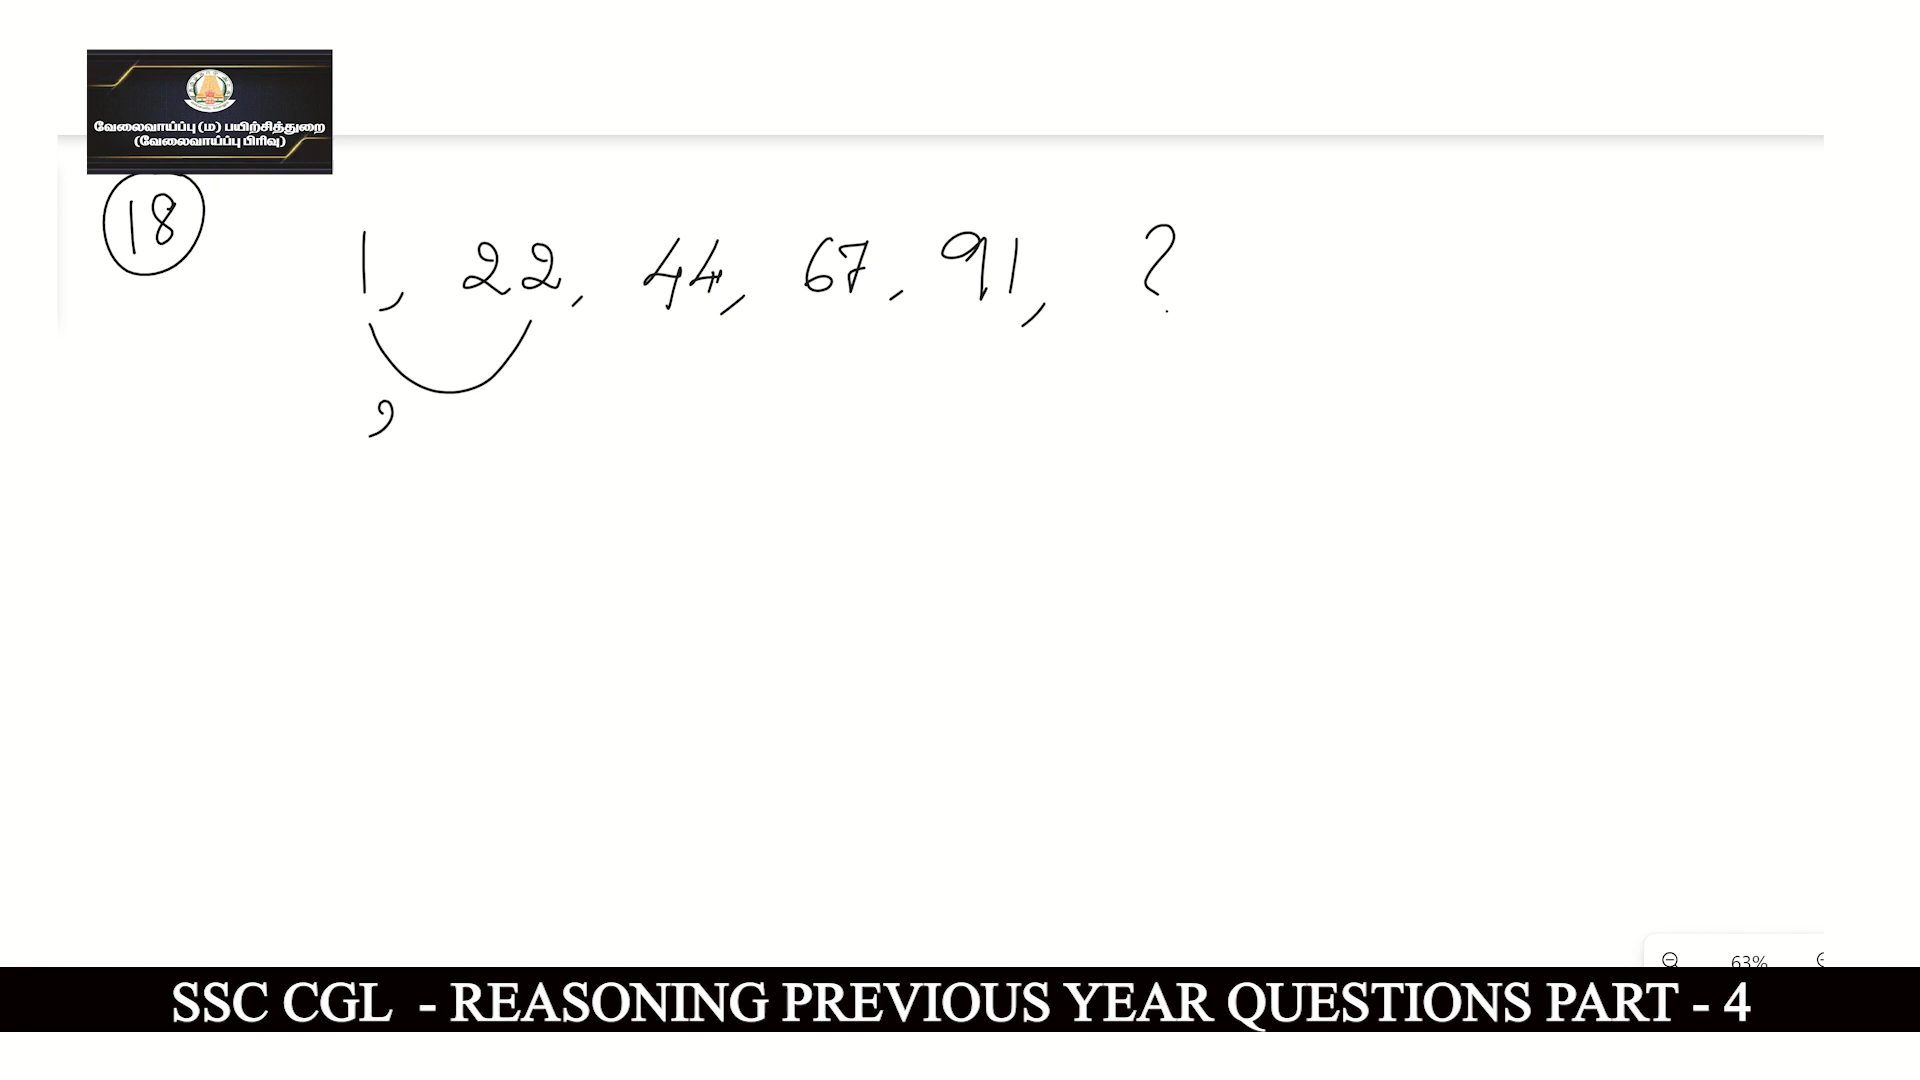 வேலைவாய்ப்பு (ம) பயிற்சித்துறை
(வேலைவாய்ப்பு பிரிவு)
18
1, 22, 44, 67, 91, ?
,
63%
SSC CGL - REASONING PREVIOUS YEAR QUESTIONS PART - 4